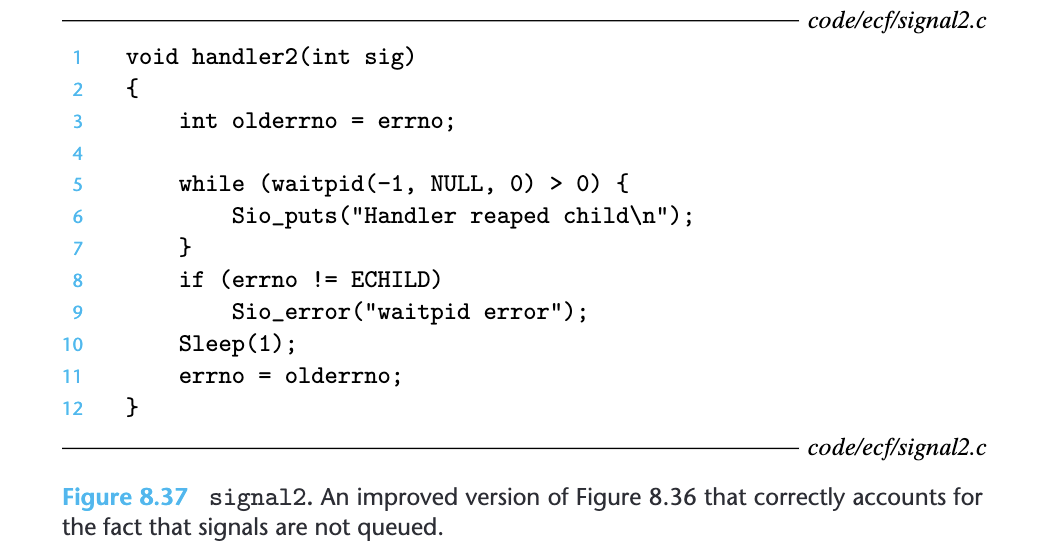 code/ecf/signal2.c
1 void handler2(int sig)
2 {
3     int olderrno = errno;
4
5     while (waitpid(-1, NULL, 0) > 0) {
6         Sio_puts("Handler reaped child\n");
7     }
8     if (errno != ECHILD)
9         Sio_error("waitpid error");
10     Sleep(1);
11     errno = olderrno;
12 }
code/ecf/signal2.c
Figure 8.37 signal2. An improved version of Figure 8.36 that correctly accounts for
the fact that signals are not queued.